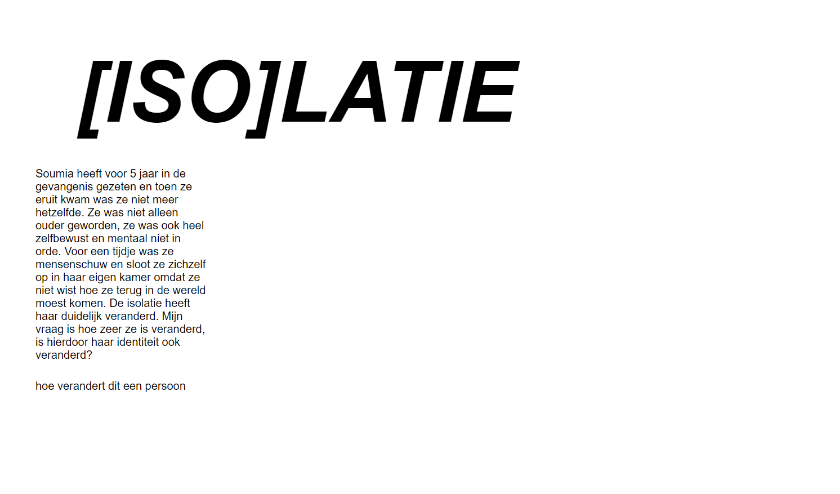 [ISO]LATIE
Soumia heeft voor 5 jaar in de
gevangenis gezeten en toen ze
eruit kwam was ze niet meer
hetzelfde. Ze was niet alleen
ouder geworden, ze was ook heel
zelfbewust en mentaal niet in
orde. Voor een tijdje was ze
mensenschuw en sloot ze zichzelf
op in haar eigen kamer omdat ze
niet wist hoe ze terug in de wereld
moest komen. De isolatie heeft
haar duidelijk veranderd. Mijn
vraag is hoe zeer ze is veranderd,
is hierdoor haar identiteit ook
veranderd?
hoe verandert dit een persoon